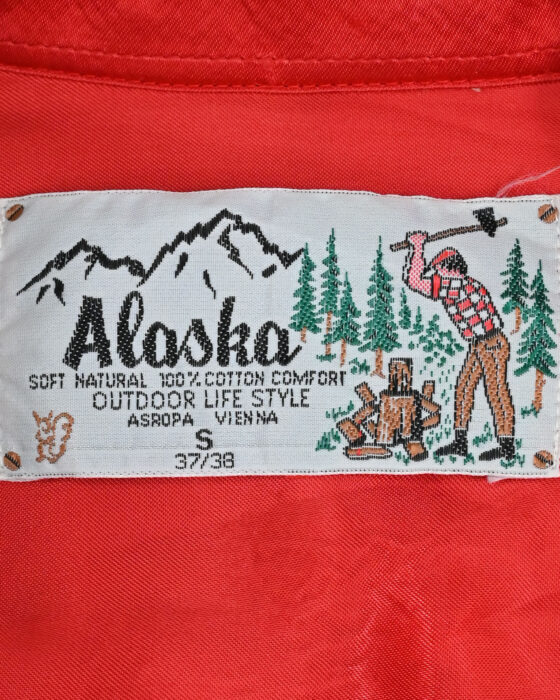 Alaska
SOFT NATURAL 100% COTTON COMFORT
OUTDOOR LIFE STYLE
ASROPA VIENNA
S
37/38